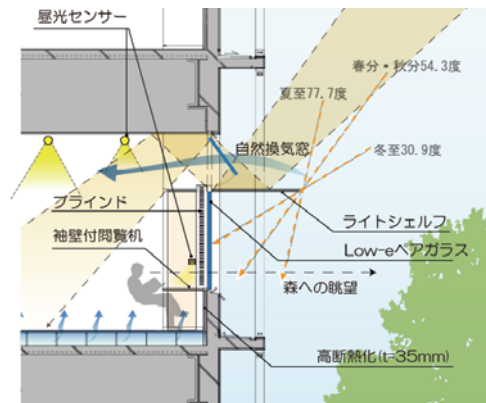 昼光センサー
春分・秋分54.3度
夏至77.7度
自然換気窓
冬至30.9度
ブラインド
ライトシェルフ
袖壁付閲覧机
Low-eペアガラス
森への眺望
高断熱化(t=35mm)